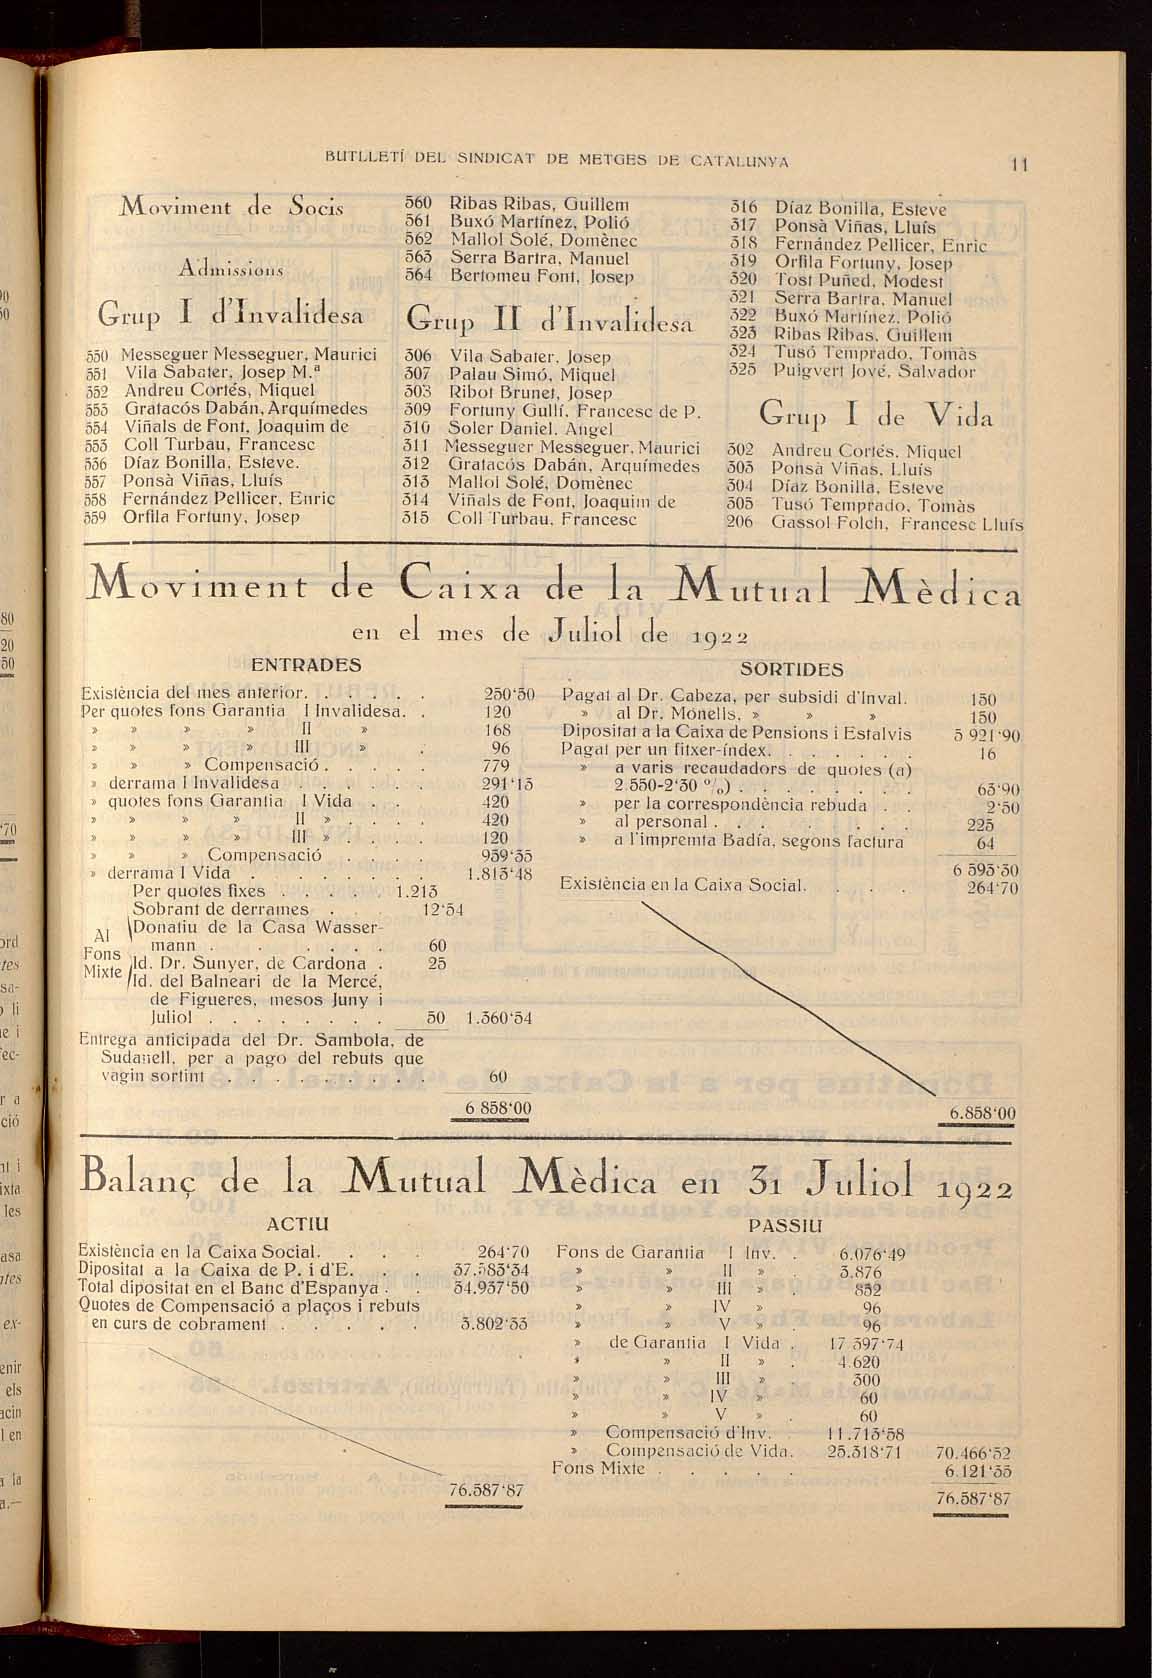 BUTLLETÍ DEL SINDICAT DE METGES DE CATALUNYA 11
Moviment de Socis
Admissions
Grup I d'Invalidesa
550 Messeguer Messeguer, Maurici
551 Vila Sabater, Josep M.ª
552 Andreu Cortés, Miquel
553 Gratacós Dabán, Arquímedes
554 Viñals de Font, Joaquim de
555 Coll Turbau, Francesc
556 Díaz Bonilla, Esteve.
557 Ponsà Viñas, Lluís
558 Fernández Pellicer, Enric
559 Orfila Fortuny, Josep
560 Ribas Ribas, Guillem
561 Buxó Martínez, Polió
562 Mallol Solé, Domènec
563 Serra Bartra, Manuel
564 Bertomeu Font, Josep
Grup II d'Invalidesa
306 Vila Sabater, Josep
307 Palau Simó, Miquel
308 Ribot Brunet, Josep
309 Fortuny Gullí, Francesc de P.
310 Soler Daniel, Angel
311 Messeguer Messeguer, Maurici
312 Gratacós Dabán, Arquímedes
313 Mallol Solé, Domènec
314 Viñals de Font, Joaquim de
315 Coll Turbau, Francesc
316 Díaz Bonilla, Esteve
317 Ponsà Viñas, Lluís
318 Fernández Pellicer, Enric
319 Orfila Fortuny, Josep
320 Tost Puñed, Modest
321 Serra Bartra, Manuel
322 Buxó Martínez, Polió
323 Ribas Ribas, Guillem
324 Tusó Temprado, Tomàs
325 Puigvert Jové, Salvador
Grup I de Vida
302 Andreu Cortés, Miquel
303 Ponsà Viñas, Lluís
304 Díaz Bonilla, Esteve
305 Tusó Temprado, Tomàs
206 Gassol Folch, Francesc Lluís
Moviment de Caixa de la Mutual Mèdica
en el mes de Juliol de 1922
ENTRADES
Existència del mes anterior. . . . . . 250'50
Per quotes fons Garantia I Invalidesa. . 120
» » » » II » 168
» » » » III » . 96
» » » Compensació . . . . . 779
» derrama I Invalidesa . . . . . . 291'13
» quotes fons Garantia I Vida . . 420
» » » » II » . . . . 420
» » » » III » . . . . 120
» » » Compensació . . . . 939'35
» derrama I Vida . . . . . . . . 1.813'48
Per quotes fixes . . . . . 1.213
Sobrant de derrames . . . 12'54
Al Fons Mixte
Donatiu de la Casa Wasser-
mann . . . . . . 60
Id. Dr. Sunyer, de Cardona . 25
Id. del Balneari de la Mercé,
de Figueres, mesos Juny i
Juliol . . . . . . . . 50 1.360'54
Entrega anticipada del Dr. Sambola, de
Sudanell, per a pago del rebuts que
vagin sortint . . . . . . . . . 60
6 858'00
SORTIDES
Pagat al Dr. Cabeza, per subsidi d'Inval. 150
» al Dr. Mónells, » » » 150
Dipositat a la Caixa de Pensions i Estalvis 5 921'90
Pagat per un fitxer-índex. . . . . . . 16
» a varis recaudadors de quotes (a)
2.550-2'50 %) . . . . . . . . 63'90
» per la correspondència rebuda . . 2'50
» al personal . . . . . . . 225
» a l'impremta Badía, segons factura 64
6 593'30
Existència en la Caixa Social. . . . . 264'70
6.858'00
Balanç de la Mutual Mèdica en 31 Juliol 1922
ACTIU
Existència en la Caixa Social. . . . . 264'70
Dipositat a la Caixa de P. i d'E. . . 37.583'34
Total dipositat en el Banc d'Espanya . . 34.937'50
Quotes de Compensació a plaços i rebuts
en curs de cobrament . . . . . . 3.802'33
76.587'87
PASSIU
Fons de Garantia I Inv. . 6.076'49
» » II » . 3.876
» » III » . 852
» » IV » . 96
» » V » . 96
» de Garantia I Vida . 17 397'74
» » II » . 4.620
» » III » . 300
» » IV » . 60
» » V » . 60
» Compensació d'Inv. . 11.713'58
» Compensació de Vida. 25.318'71 70.466'52
Fons Mixte . . . . . . 6.121'35
76.587'87